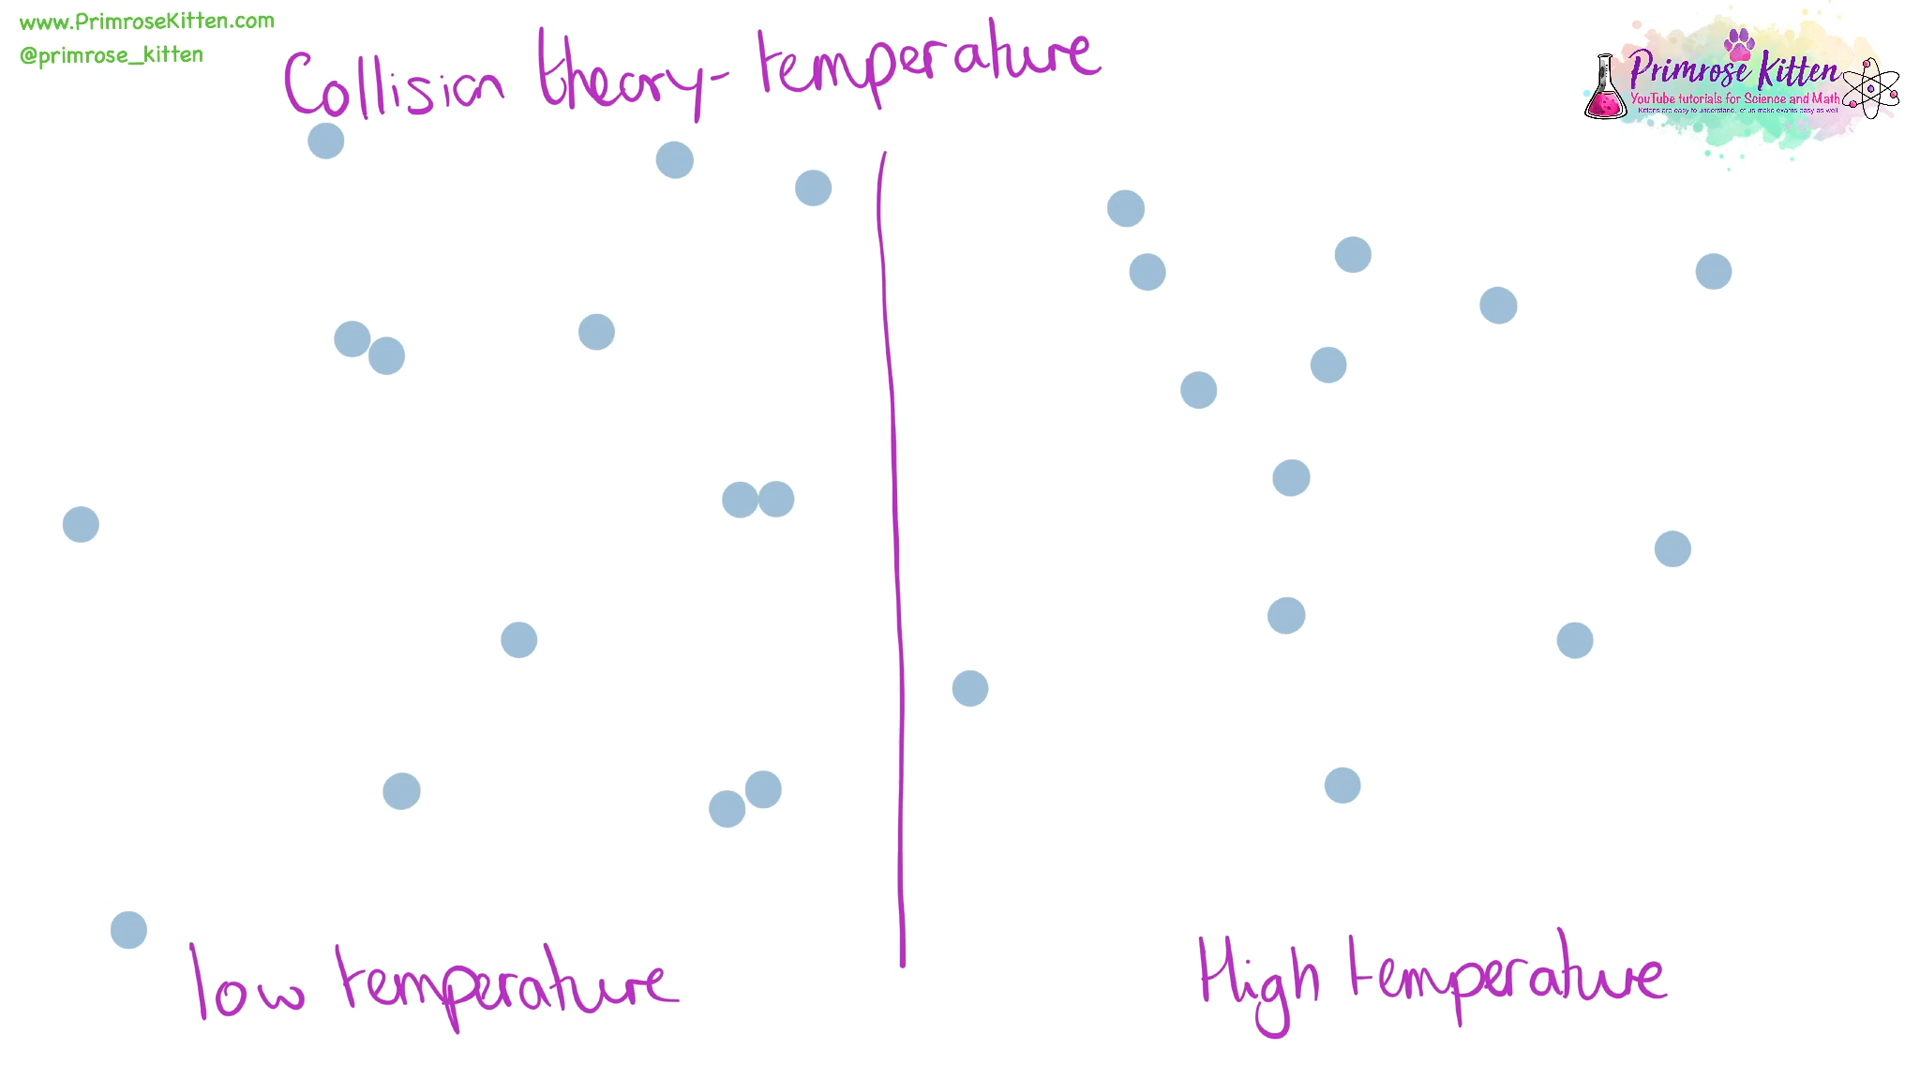 www.PrimroseKitten.com
@primrose_kitten
Collision theory- temperature
Primrose Kitten
YouTube tutorials for Science and Math
low temperature
High temperature